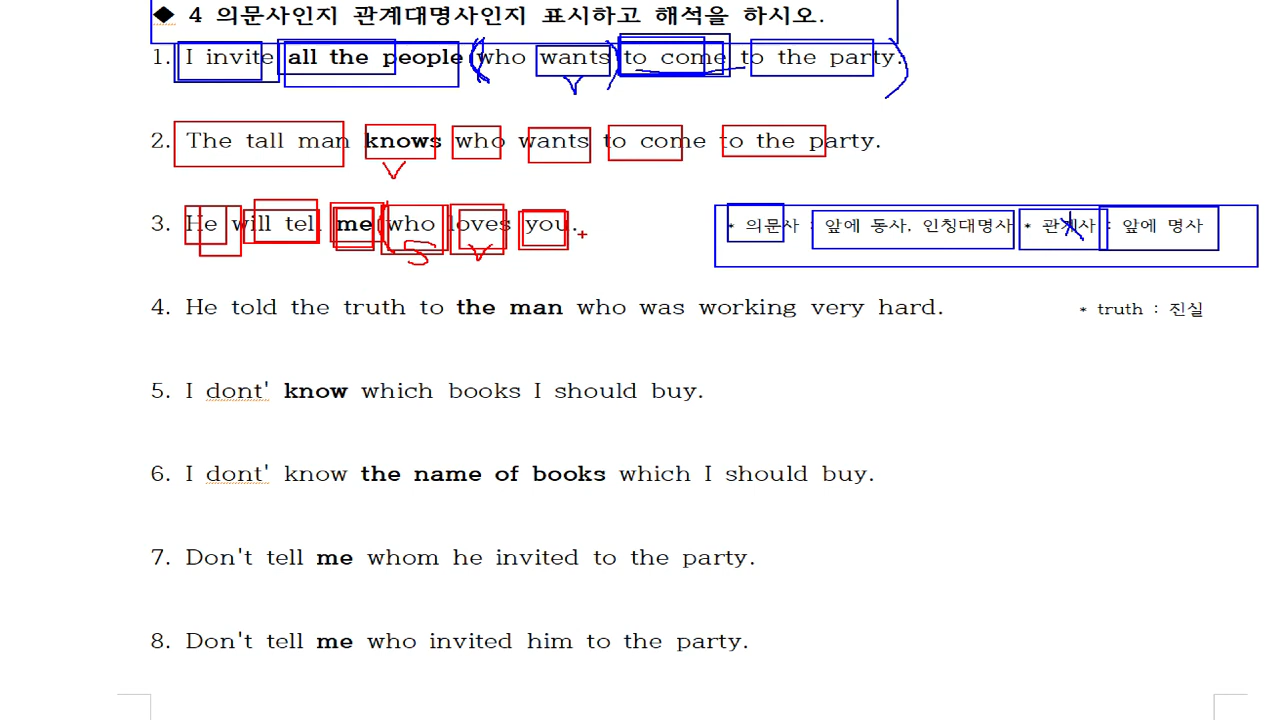 ◆ 4 의문사인지 관계대명사인지 표시하고 해석을 하시오.
1. I invite all the people who wants to come to the party.
2. The tall man knows who wants to come to the party.
3. He will tell me who loves you. * 의문사 : 앞에 동사, 인칭대명사 * 관계사 : 앞에 명사
S V
4. He told the truth to the man who was working very hard. * truth : 진실
5. I dont' know which books I should buy.
6. I dont' know the name of books which I should buy.
7. Don't tell me whom he invited to the party.
8. Don't tell me who invited him to the party.